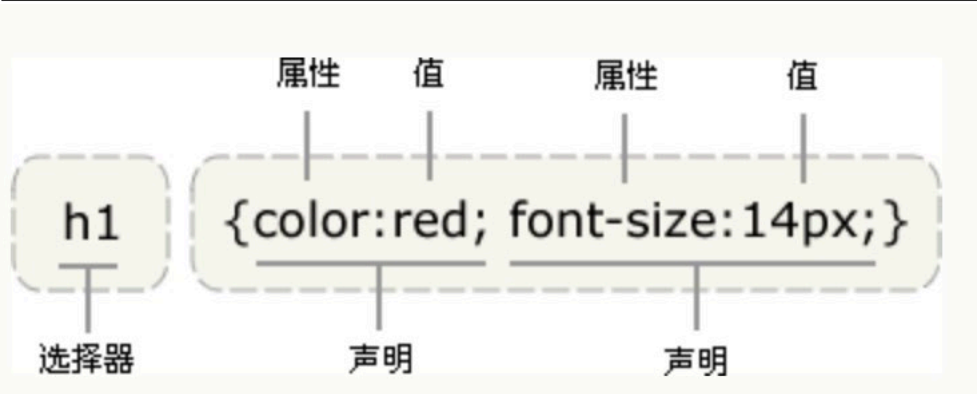 属性 值 属性 值
h1 {color:red; font-size:14px;}
选择器 声明 声明